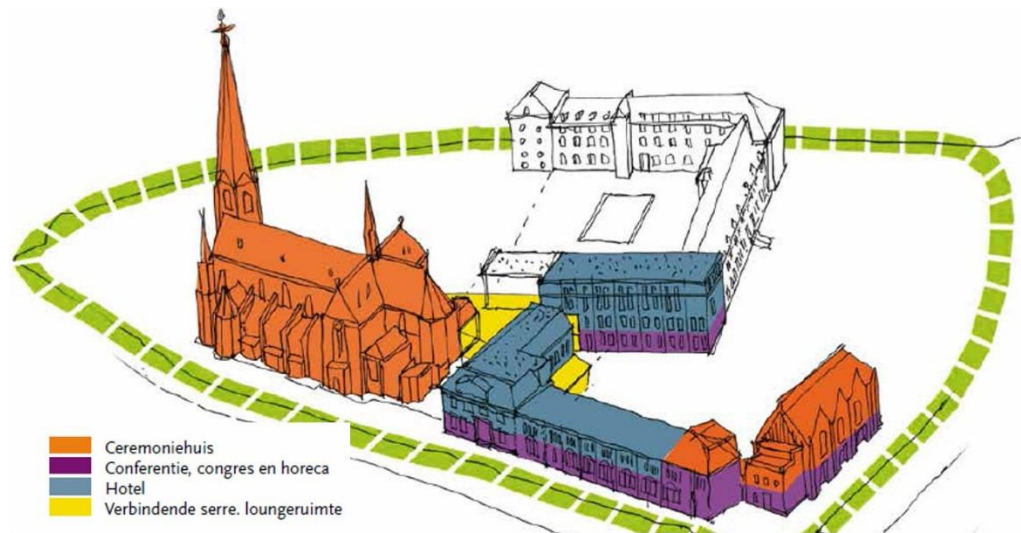 Ceremoniehuis
Conferentie, congres en horeca
Hotel
Verbindende serre. loungeruimte